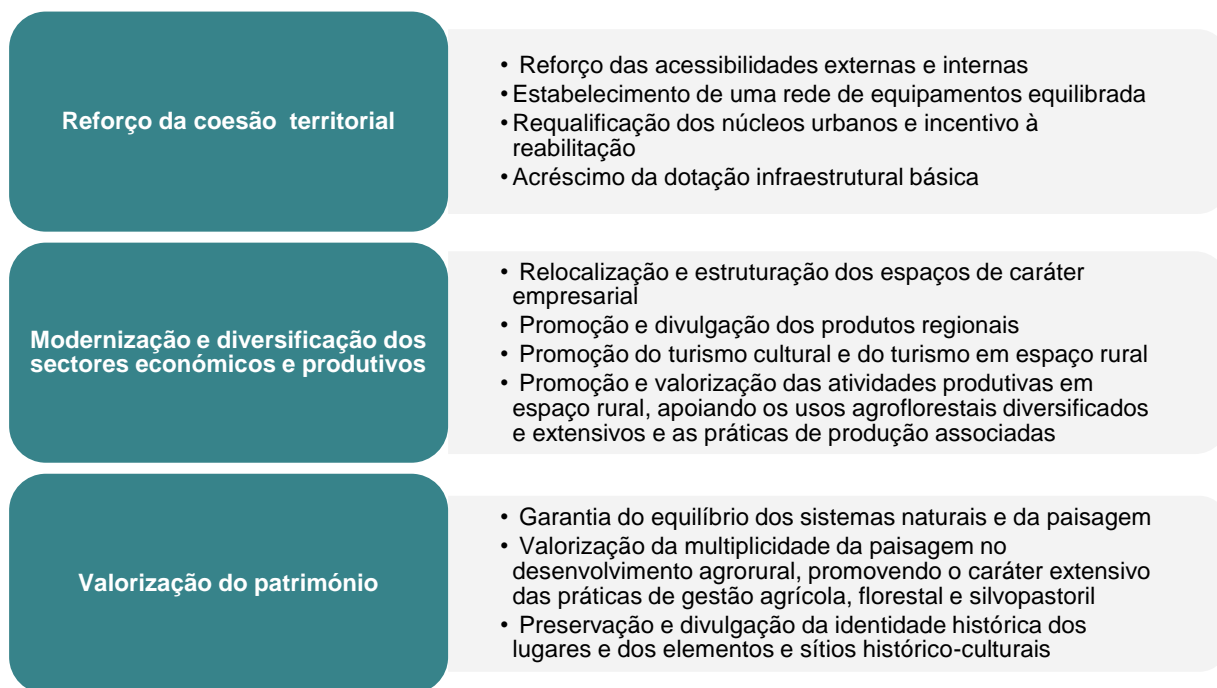 Reforço da coesão territorial
• Reforço das acessibilidades externas e internas
• Estabelecimento de uma rede de equipamentos equilibrada
• Requalificação dos núcleos urbanos e incentivo à
reabilitação
• Acréscimo da dotação infraestrutural básica
Modernização e diversificação dos
sectores económicos e produtivos
• Relocalização e estruturação dos espaços de caráter
empresarial
• Promoção e divulgação dos produtos regionais
• Promoção do turismo cultural e do turismo em espaço rural
• Promoção e valorização das atividades produtivas em
espaço rural, apoiando os usos agroflorestais diversificados
e extensivos e as práticas de produção associadas
Valorização do património
• Garantia do equilíbrio dos sistemas naturais e da paisagem
• Valorização da multiplicidade da paisagem no
desenvolvimento agrorural, promovendo o caráter extensivo
das práticas de gestão agrícola, florestal e silvopastoril
• Preservação e divulgação da identidade histórica dos
lugares e dos elementos e sítios histórico-culturais